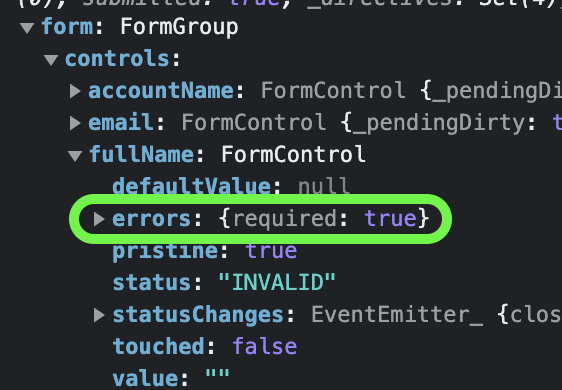 (0), submitted: true, _directives: Set(4),
form: FormGroup
controls:
accountName: FormControl {_pendingDi
email: FormControl {_pendingDirty: t
fullName: FormControl
defaultValue: null
errors: {required: true}
pristine: true
status: "INVALID"
statusChanges: EventEmitter_ {clos
touched: false
value: ""